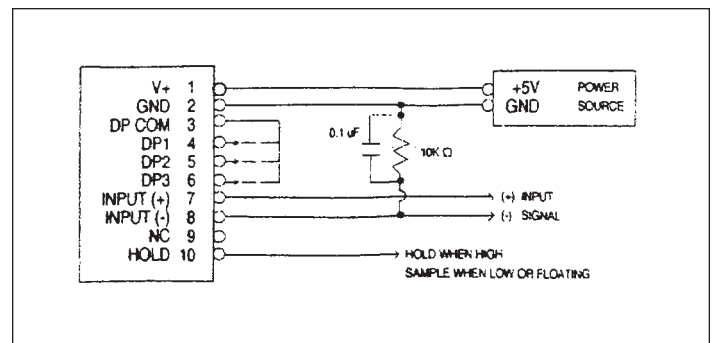 V+ 1
GND 2
DP COM 3
DP1 4
DP2 5
DP3 6
INPUT (+) 7
INPUT (-) 8
NC 9
HOLD 10
+5V POWER
GND SOURCE
0.1 uF
10K Ω
(+) INPUT
(-) SIGNAL
HOLD WHEN HIGH
SAMPLE WHEN LOW OR FLOATING